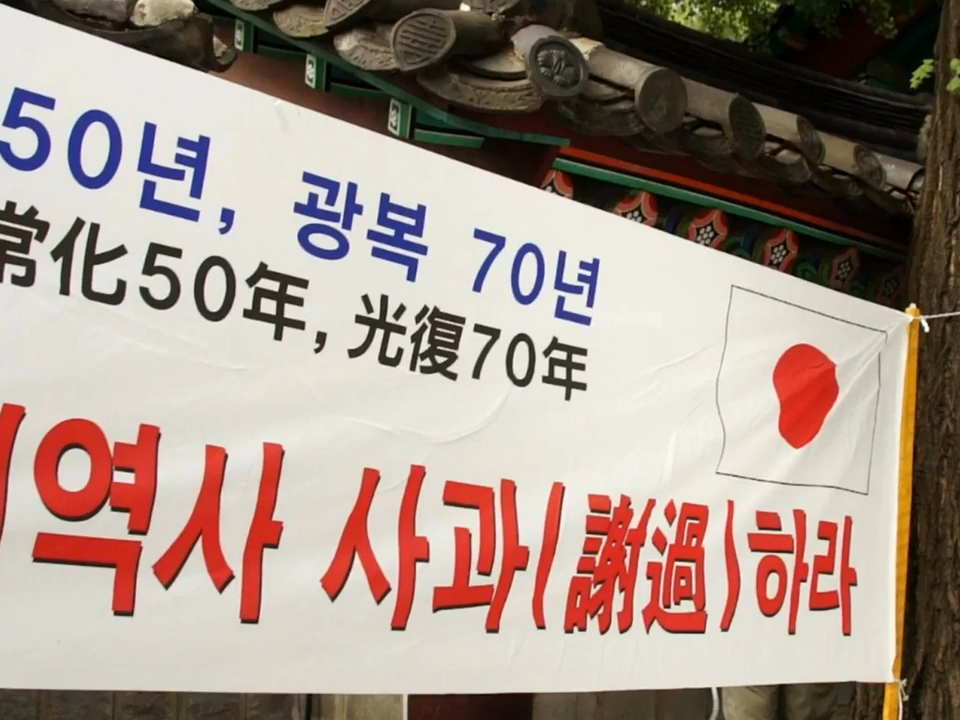 50년, 광복 70년
常化50年, 光復70年
역사 사과(謝過)하라